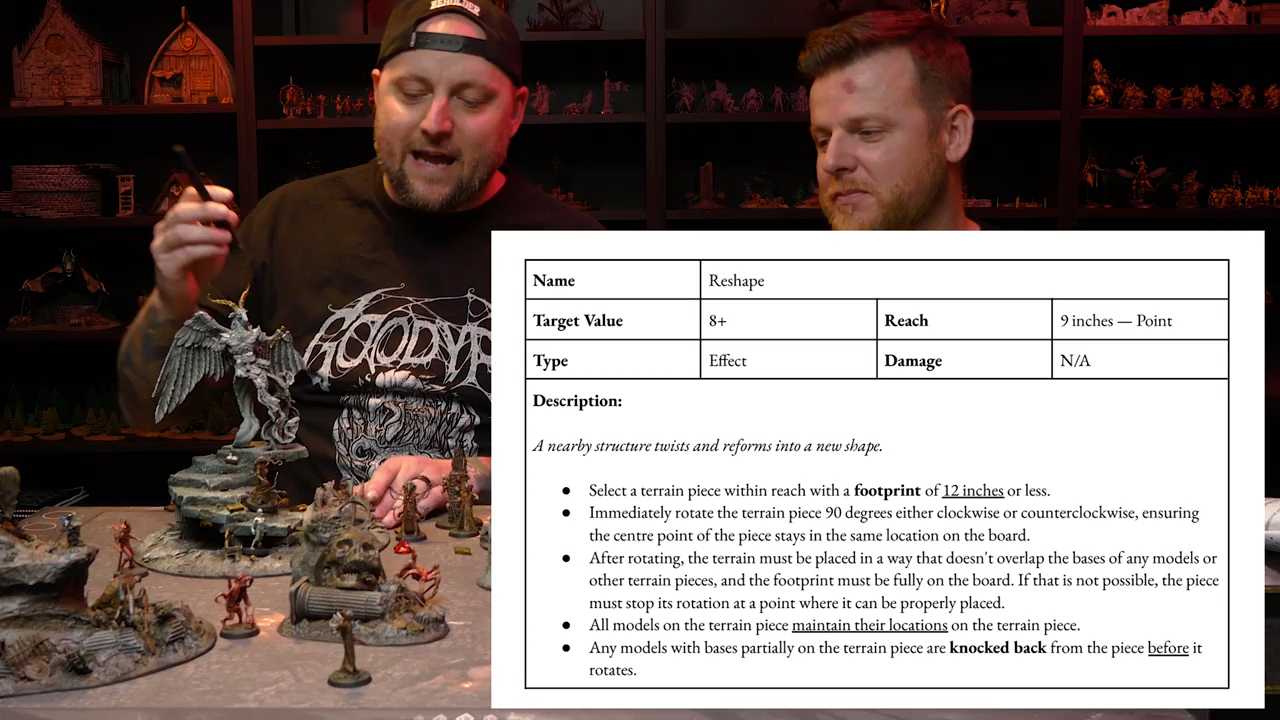 BEHOLDER
Name Reshape
Target Value 8+ Reach 9 inches — Point
Type Effect Damage N/A
Description:
A nearby structure twists and reforms into a new shape.
● Select a terrain piece within reach with a footprint of 12 inches or less.
● Immediately rotate the terrain piece 90 degrees either clockwise or counterclockwise, ensuring
the centre point of the piece stays in the same location on the board.
● After rotating, the terrain must be placed in a way that doesn't overlap the bases of any models or
other terrain pieces, and the footprint must be fully on the board. If that is not possible, the piece
must stop its rotation at a point where it can be properly placed.
● All models on the terrain piece maintain their locations on the terrain piece.
● Any models with bases partially on the terrain piece are knocked back from the piece before it
rotates.